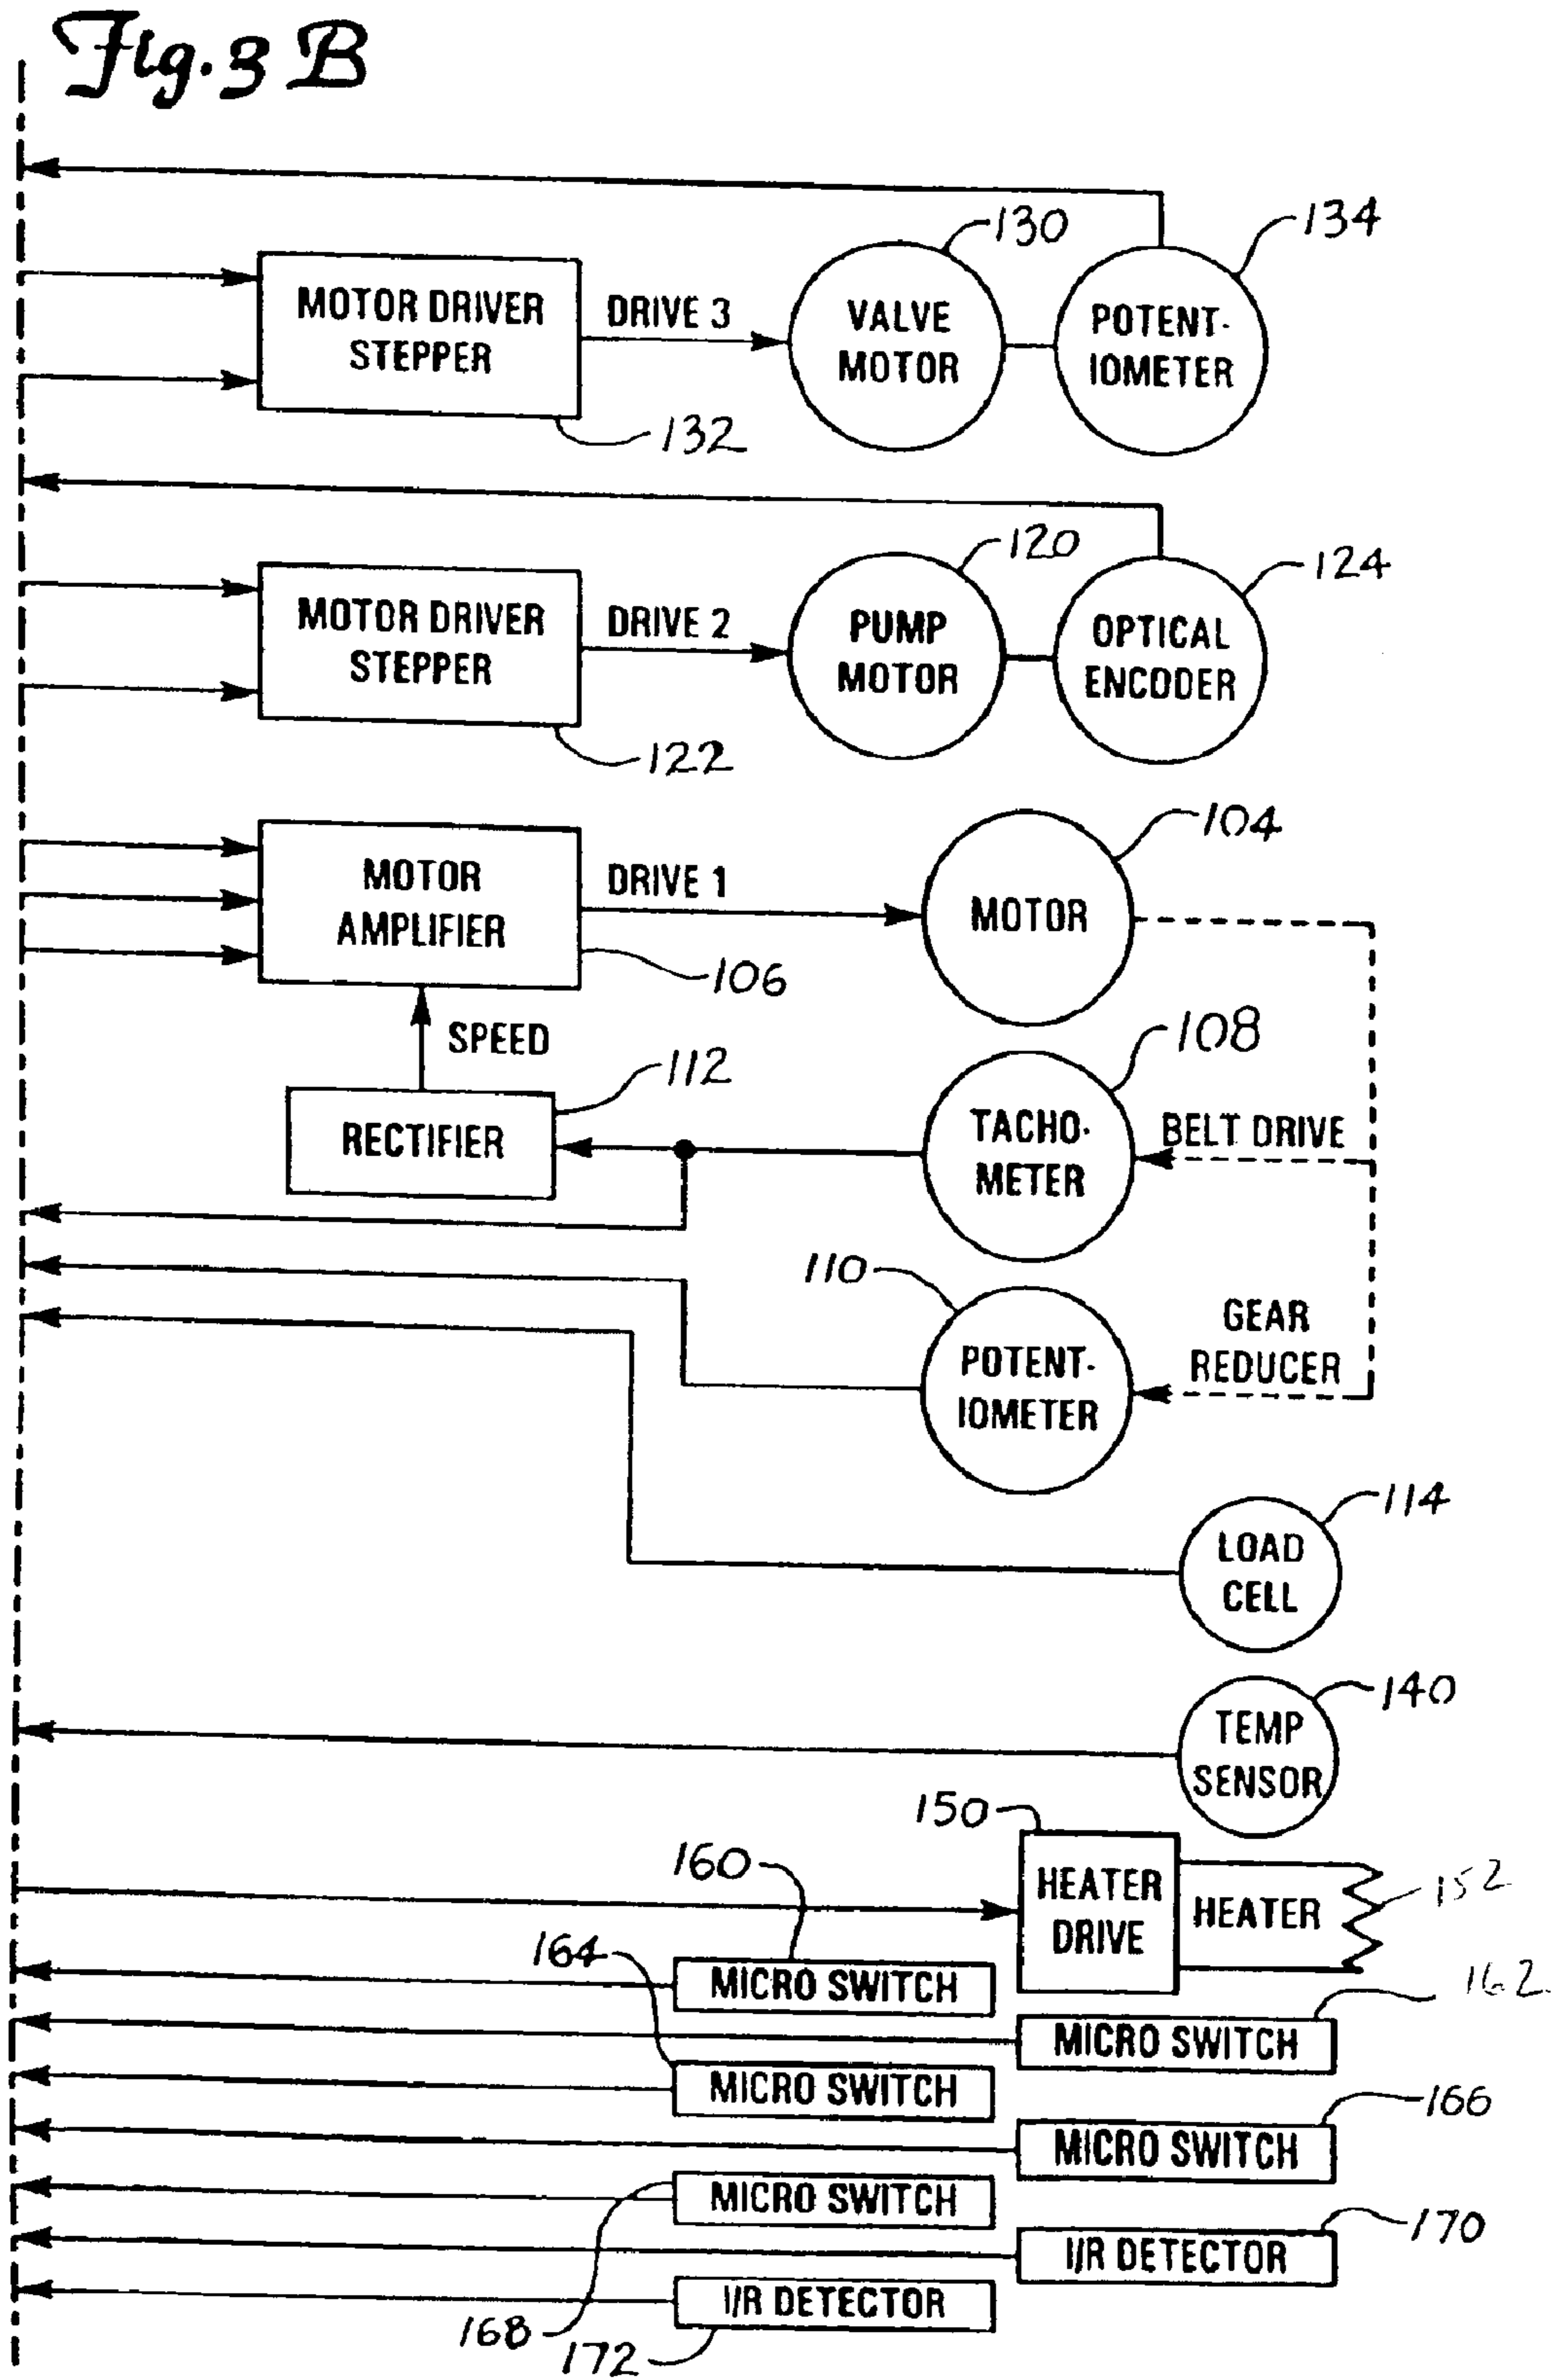 Fig. 3 B
130
134
MOTOR DRIVER
STEPPER
DRIVE 3
VALVE
MOTOR
POTENT-
IOMETER
132
120
124
MOTOR DRIVER
STEPPER
DRIVE 2
PUMP
MOTOR
OPTICAL
ENCODER
122
104
MOTOR
AMPLIFIER
DRIVE 1
MOTOR
106
SPEED
108
112
RECTIFIER
TACHO-
METER
BELT DRIVE
110
GEAR
REDUCER
POTENT-
IOMETER
114
LOAD
CELL
140
TEMP
SENSOR
150
160
HEATER
DRIVE
HEATER
152
164
MICRO SWITCH
162
MICRO SWITCH
MICRO SWITCH
166
MICRO SWITCH
MICRO SWITCH
170
I/R DETECTOR
I/R DETECTOR
168
172